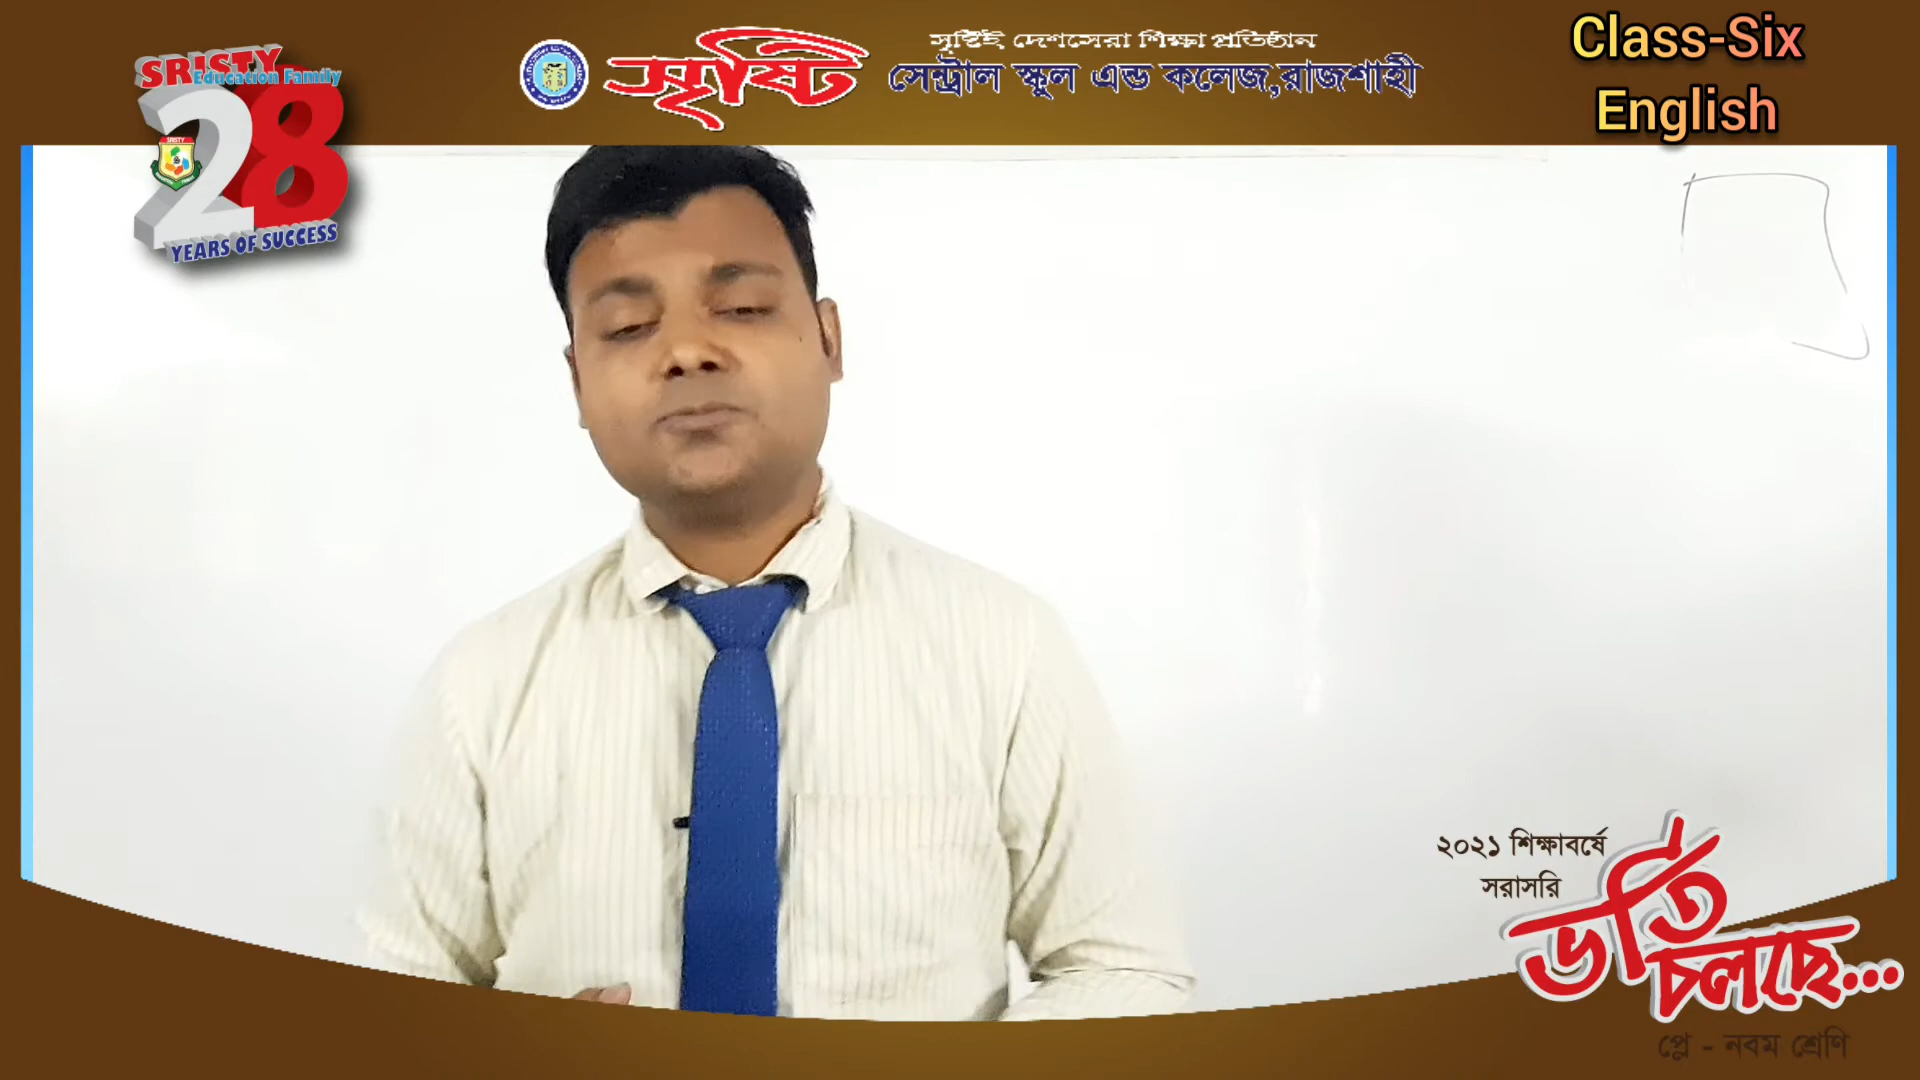 SRISTY
Education Family
28
SRISTY
YEARS OF SUCCESS
সৃষ্টি
সৃষ্টিই দেশসেরা শিক্ষা প্রতিষ্ঠান
সেন্ট্রাল স্কুল এন্ড কলেজ,রাজশাহী
Class-Six
English
২০২১ শিক্ষাবর্ষে
সরাসরি
ভর্তি
চলছে...
প্লে - নবম শ্রেণি